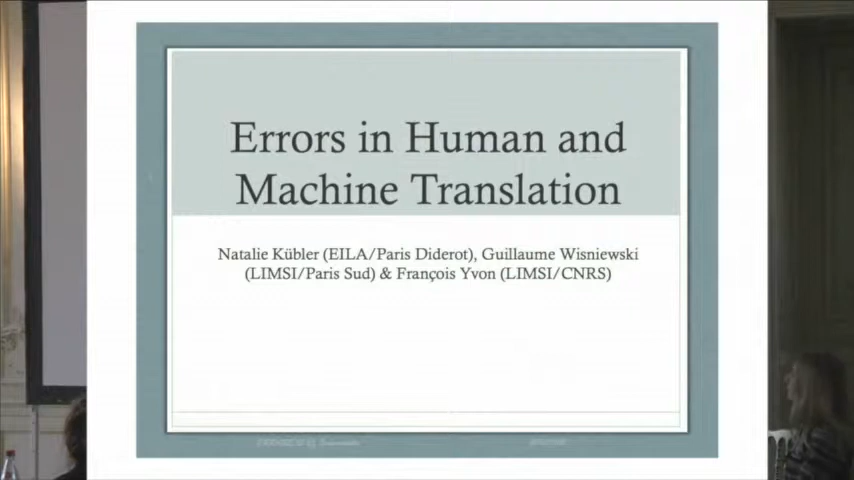 Errors in Human and
Machine Translation
Natalie Kübler (EILA/Paris Diderot), Guillaume Wisniewski
(LIMSI/Paris Sud) & François Yvon (LIMSI/CNRS)